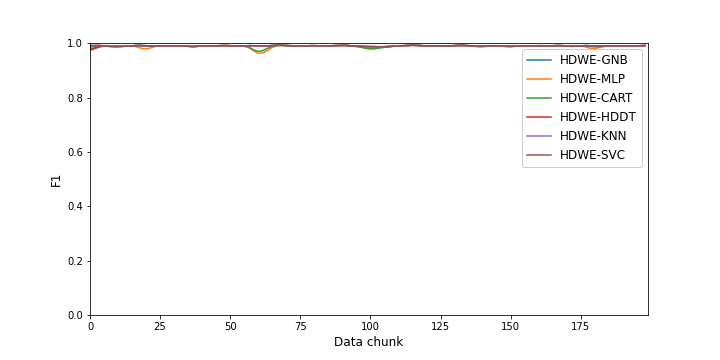 1.0
0.8
0.6
0.4
0.2
0.0
F1
0
25
50
75
100
125
150
175
Data chunk
HDWE-GNB
HDWE-MLP
HDWE-CART
HDWE-HDDT
HDWE-KNN
HDWE-SVC